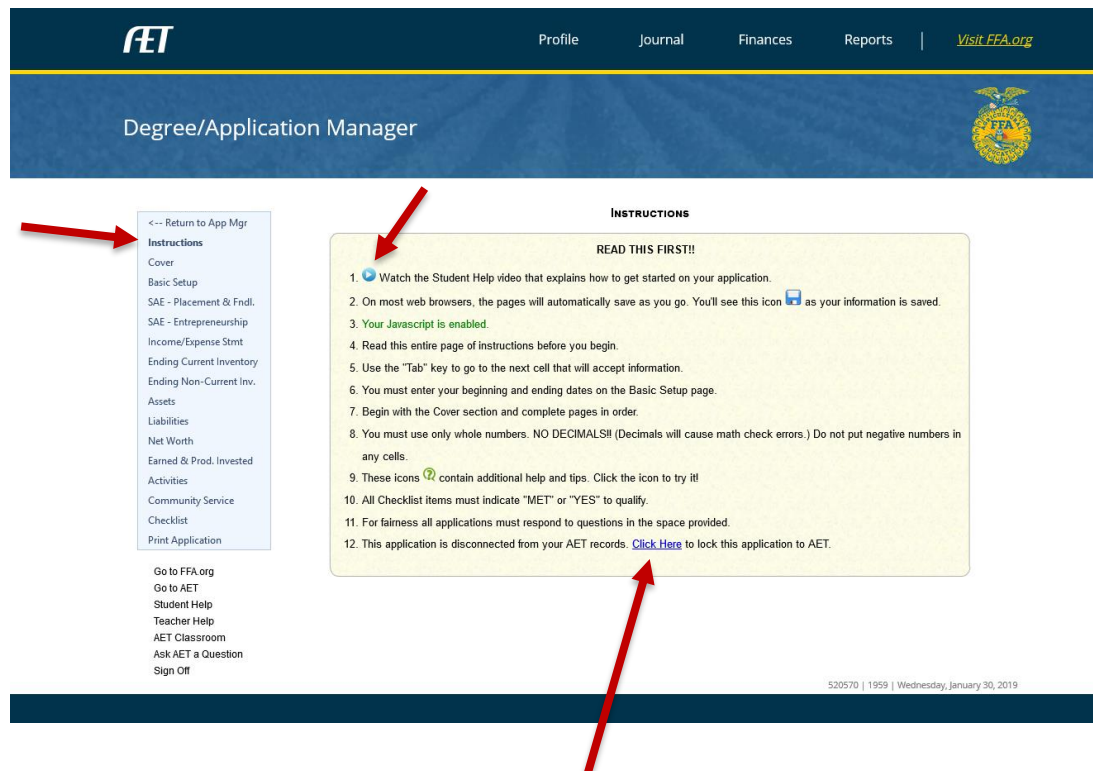 ÆT
Profile Journal Finances Reports | Visit FFA.org
Degree/Application Manager
FFA
<-- Return to App Mgr
Instructions
Cover
Basic Setup
SAE - Placement & Fndl.
SAE - Entrepreneurship
Income/Expense Stmt
Ending Current Inventory
Ending Non-Current Inv.
Assets
Liabilities
Net Worth
Earned & Prod. Invested
Activities
Community Service
Checklist
Print Application
Go to FFA.org
Go to AET
Student Help
Teacher Help
AET Classroom
Ask AET a Question
Sign Off
INSTRUCTIONS
READ THIS FIRST!!
1. Watch the Student Help video that explains how to get started on your application.
2. On most web browsers, the pages will automatically save as you go. You'll see this icon as your information is saved.
3. Your Javascript is enabled.
4. Read this entire page of instructions before you begin.
5. Use the "Tab" key to go to the next cell that will accept information.
6. You must enter your beginning and ending dates on the Basic Setup page.
7. Begin with the Cover section and complete pages in order.
8. You must use only whole numbers. NO DECIMALS!! (Decimals will cause math check errors.) Do not put negative numbers in
any cells.
9. These icons contain additional help and tips. Click the icon to try it!
10. All Checklist items must indicate "MET" or "YES" to qualify.
11. For fairness all applications must respond to questions in the space provided.
12. This application is disconnected from your AET records. Click Here to lock this application to AET.
520570 | 1959 | Wednesday, January 30, 2019